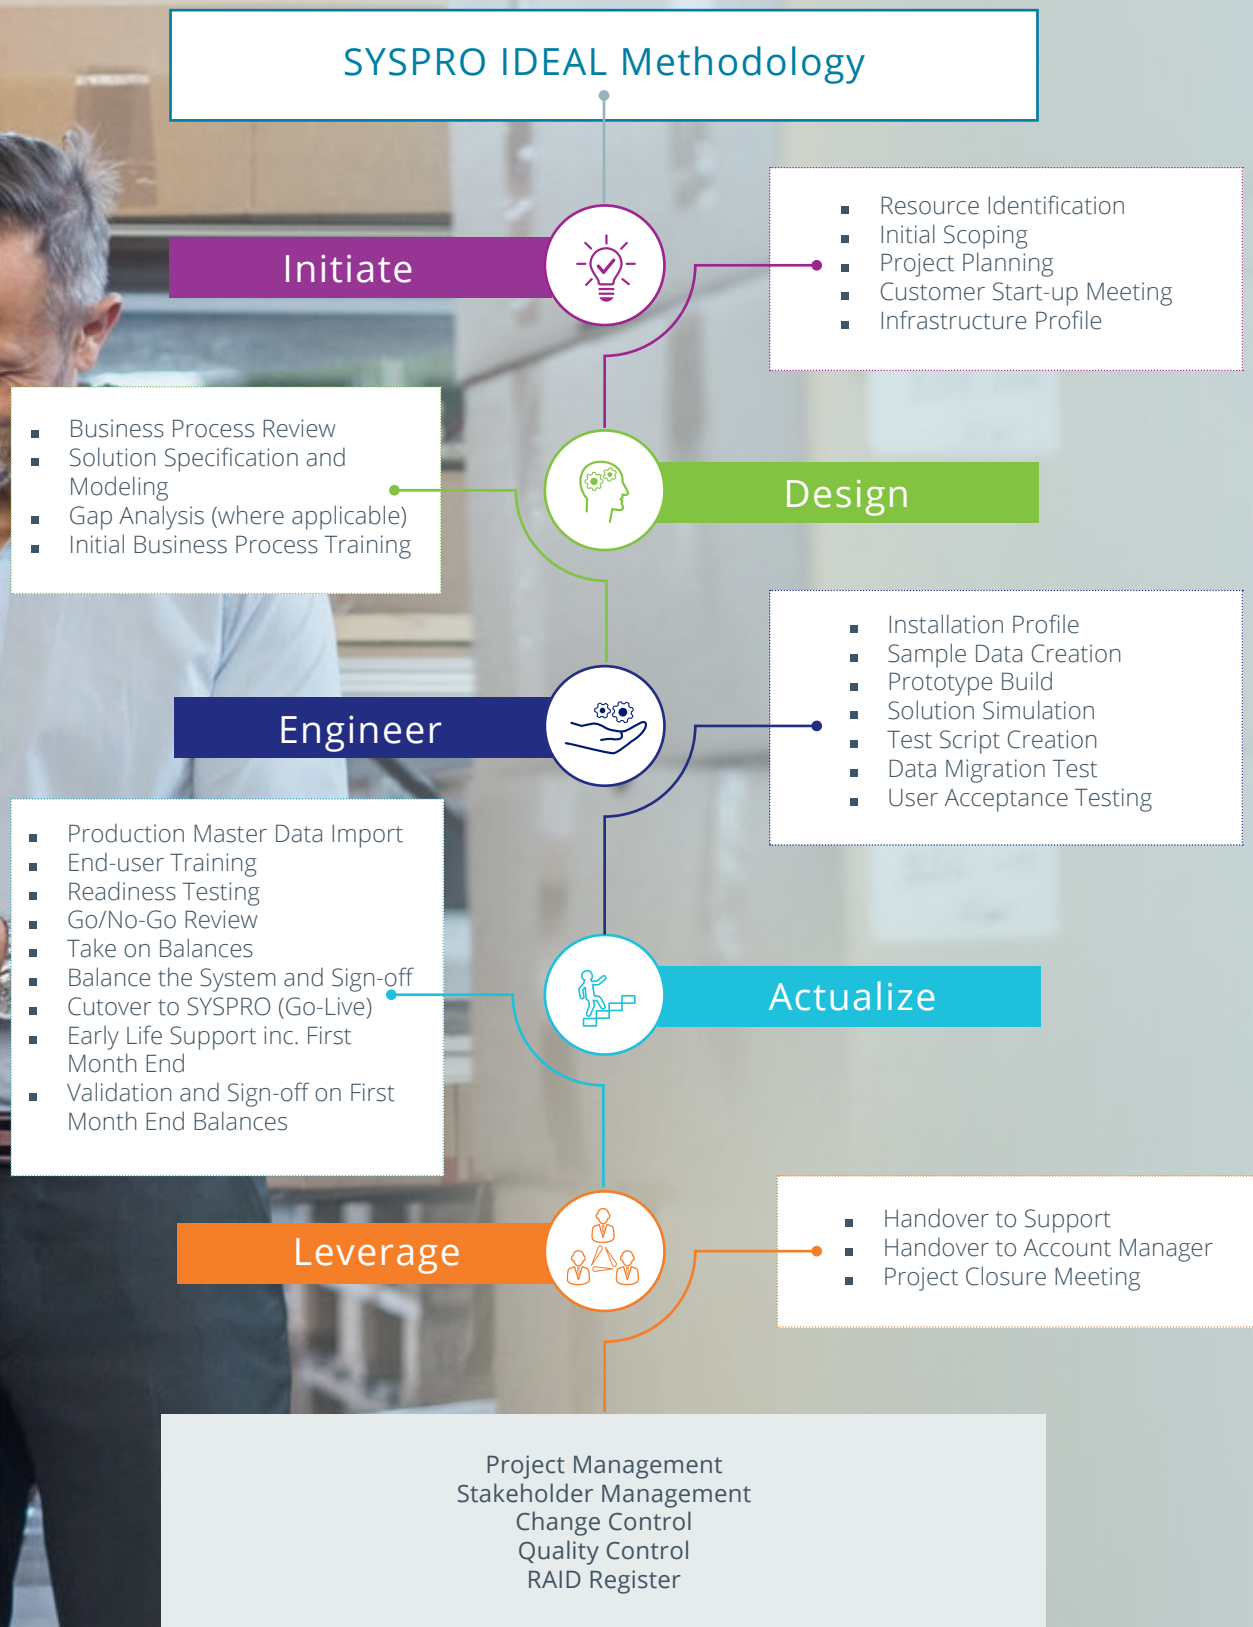 SYSPRO IDEAL Methodology
Initiate
▪ Resource Identification
▪ Initial Scoping
▪ Project Planning
▪ Customer Start-up Meeting
▪ Infrastructure Profile
Design
▪ Business Process Review
▪ Solution Specification and
Modeling
▪ Gap Analysis (where applicable)
▪ Initial Business Process Training
Engineer
▪ Installation Profile
▪ Sample Data Creation
▪ Prototype Build
▪ Solution Simulation
▪ Test Script Creation
▪ Data Migration Test
▪ User Acceptance Testing
Actualize
▪ Production Master Data Import
▪ End-user Training
▪ Readiness Testing
▪ Go/No-Go Review
▪ Take on Balances
▪ Balance the System and Sign-off
▪ Cutover to SYSPRO (Go-Live)
▪ Early Life Support inc. First
Month End
▪ Validation and Sign-off on First
Month End Balances
Leverage
▪ Handover to Support
▪ Handover to Account Manager
▪ Project Closure Meeting
Project Management
Stakeholder Management
Change Control
Quality Control
RAID Register